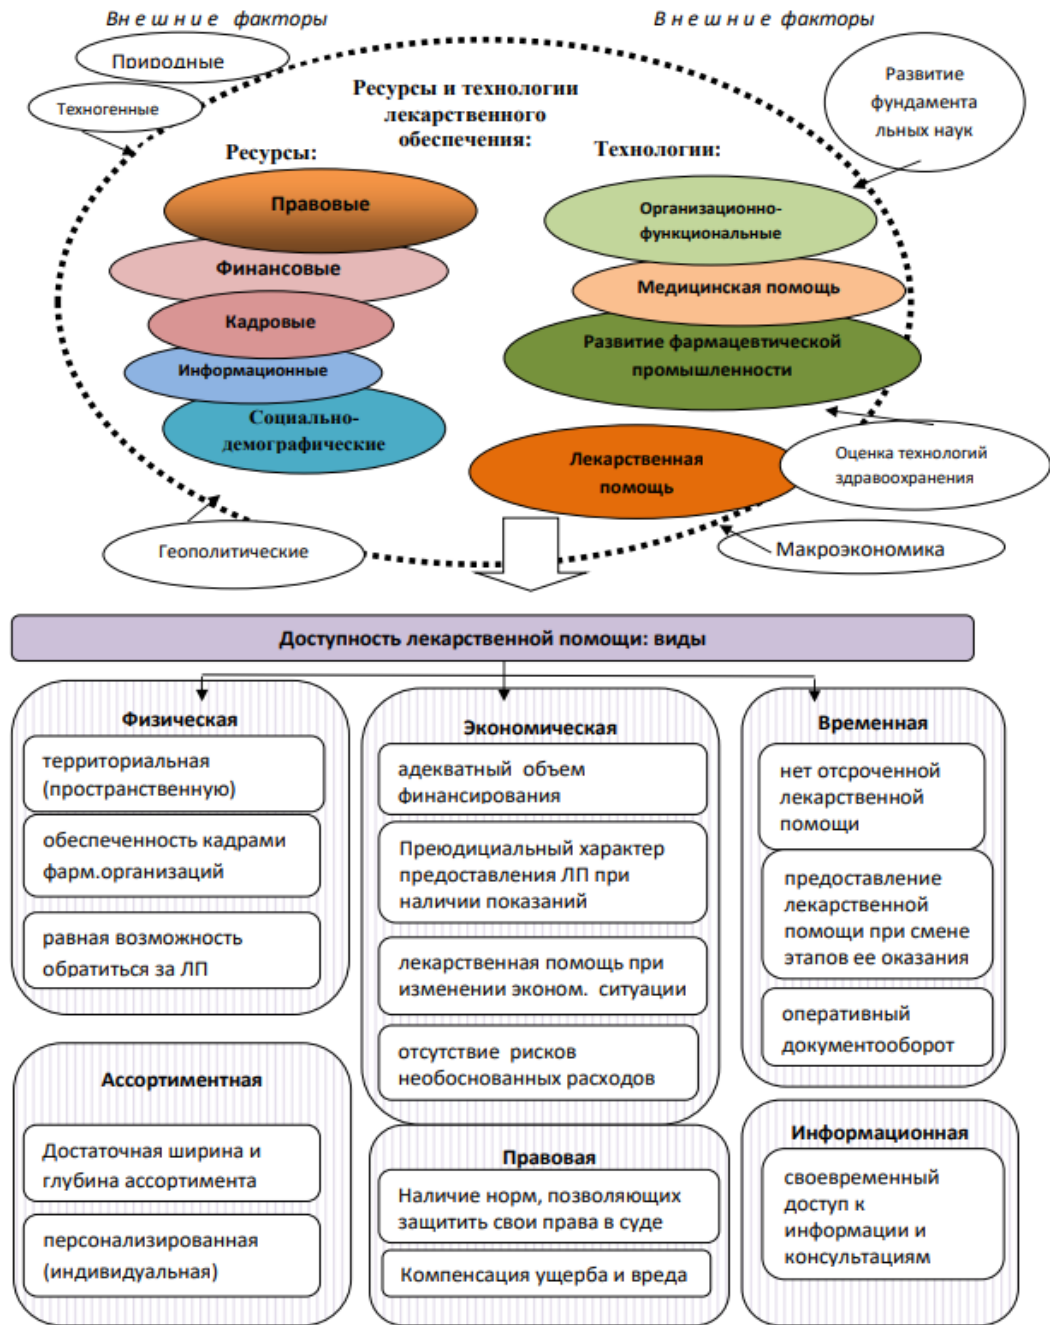 Внешние факторы
Внешние факторы
Природные
Техногенные
Развитие
фундамента
льных наук
Ресурсы и технологии
лекарственного
обеспечения:
Ресурсы:
Технологии:
Правовые
Финансовые
Кадровые
Информационные
Социально-
демографические
Организационно-
функциональные
Медицинская помощь
Развитие фармацевтической
промышленности
Лекарственная
помощь
Оценка технологий
здравоохранения
Геополитические
Макроэкономика
Доступность лекарственной помощи: виды
Физическая
территориальная
(пространственную)
обеспеченность кадрами
фарм.организаций
равная возможность
обратиться за ЛП
Экономическая
адекватный объем
финансирования
Преюдициальный характер
предоставления ЛП при
наличии показаний
лекарственная помощь при
изменении эконом. ситуации
отсутствие рисков
необоснованных расходов
Временная
нет отсроченной
лекарственной
помощи
предоставление
лекарственной
помощи при смене
этапов ее оказания
оперативный
документооборот
Ассортиментная
Достаточная ширина и
глубина ассортимента
персонализированная
(индивидуальная)
Правовая
Наличие норм, позволяющих
защитить свои права в суде
Компенсация ущерба и вреда
Информационная
своевременный
доступ к
информации и
консультациям